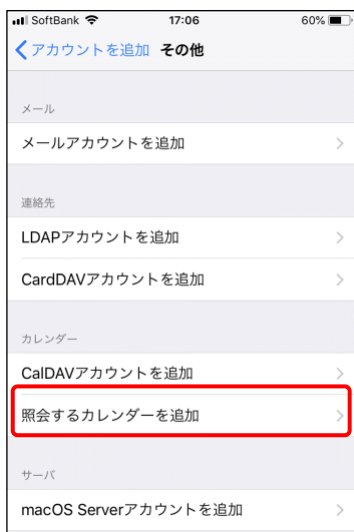 SoftBank 17:06 60%
アカウントを追加 その他
メール
メールアカウントを追加
連絡先
LDAPアカウントを追加
CardDAVアカウントを追加
カレンダー
CalDAVアカウントを追加
照会するカレンダーを追加
サーバ
macOS Serverアカウントを追加